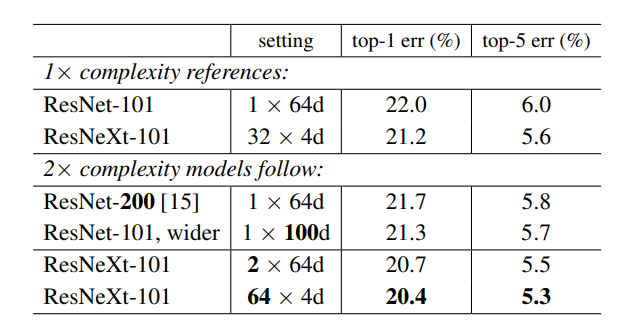 setting top-1 err (%) top-5 err (%)
1× complexity references:
ResNet-101 1 × 64d 22.0 6.0
ResNeXt-101 32 × 4d 21.2 5.6
2× complexity models follow:
ResNet-200 [15] 1 × 64d 21.7 5.8
ResNet-101, wider 1 × 100d 21.3 5.7
ResNeXt-101 2 × 64d 20.7 5.5
ResNeXt-101 64 × 4d 20.4 5.3